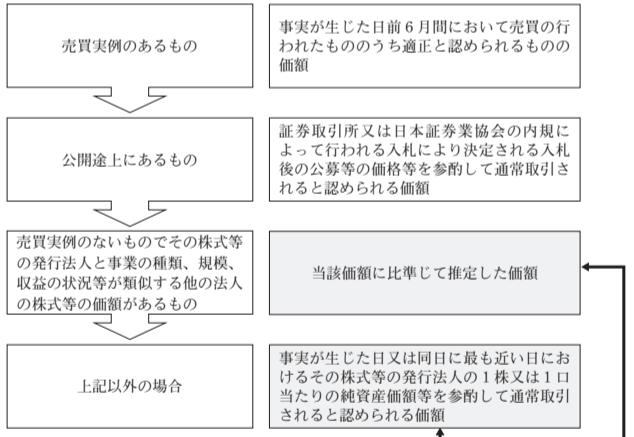 売買実例のあるもの
事実が生じた日前6月間において売買の行
われたもののうち適正と認められるものの
価額
公開途上にあるもの
証券取引所又は日本証券業協会の内規に
よって行われる入札により決定される入札
後の公募等の価格等を参酌して通常取引さ
れると認められる価額
売買実例のないものでその株式等
の発行法人と事業の種類、規模、
収益の状況等が類似する他の法人
の株式等の価額があるもの
当該価額に比準じて推定した価額
上記以外の場合
事実が生じた日又は同日に最も近い日にお
けるその株式等の発行法人の1株又は1口
当たりの純資産価額等を参酌して通常取引
されると認められる価額